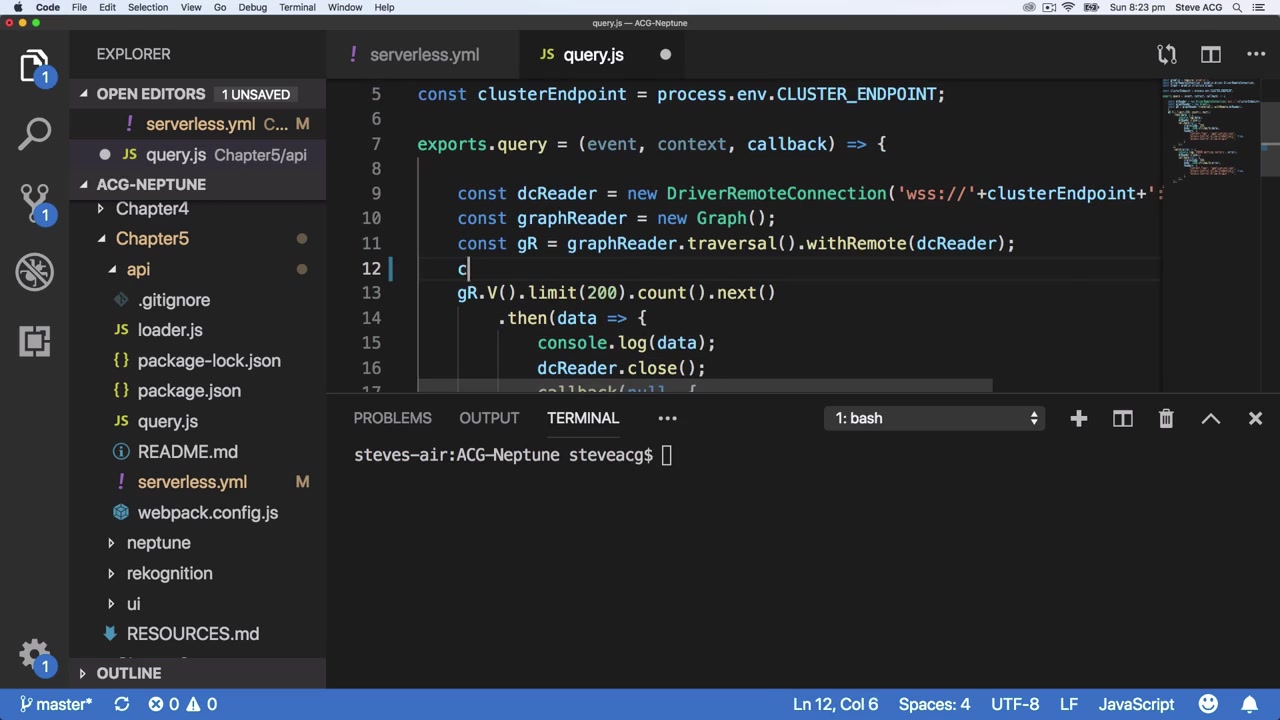 Code File Edit Selection View Go Debug Terminal Window Help Sun 8:23 pm Steve ACG
query.js — ACG-Neptune
EXPLORER
OPEN EDITORS 1 UNSAVED
serverless.yml C... M
JS query.js Chapter5/api
ACG-NEPTUNE
Chapter4
Chapter5
api
.gitignore
JS loader.js
{} package-lock.json
{} package.json
JS query.js
README.md
! serverless.yml M
webpack.config.js
neptune
rekognition
ui
RESOURCES.md
OUTLINE
1
1
1
! serverless.yml JS query.js
5 const clusterEndpoint = process.env.CLUSTER_ENDPOINT;
6
7 exports.query = (event, context, callback) => {
8
9 const dcReader = new DriverRemoteConnection('wss://'+clusterEndpoint+':
10 const graphReader = new Graph();
11 const gR = graphReader.traversal().withRemote(dcReader);
12 c
13 gR.V().limit(200).count().next()
14 .then(data => {
15 console.log(data);
16 dcReader.close();
17 callback(null, {
PROBLEMS OUTPUT TERMINAL ... 1: bash
steves-air:ACG-Neptune steveacg$
master* 0 0 Ln 12, Col 6 Spaces: 4 UTF-8 LF JavaScript